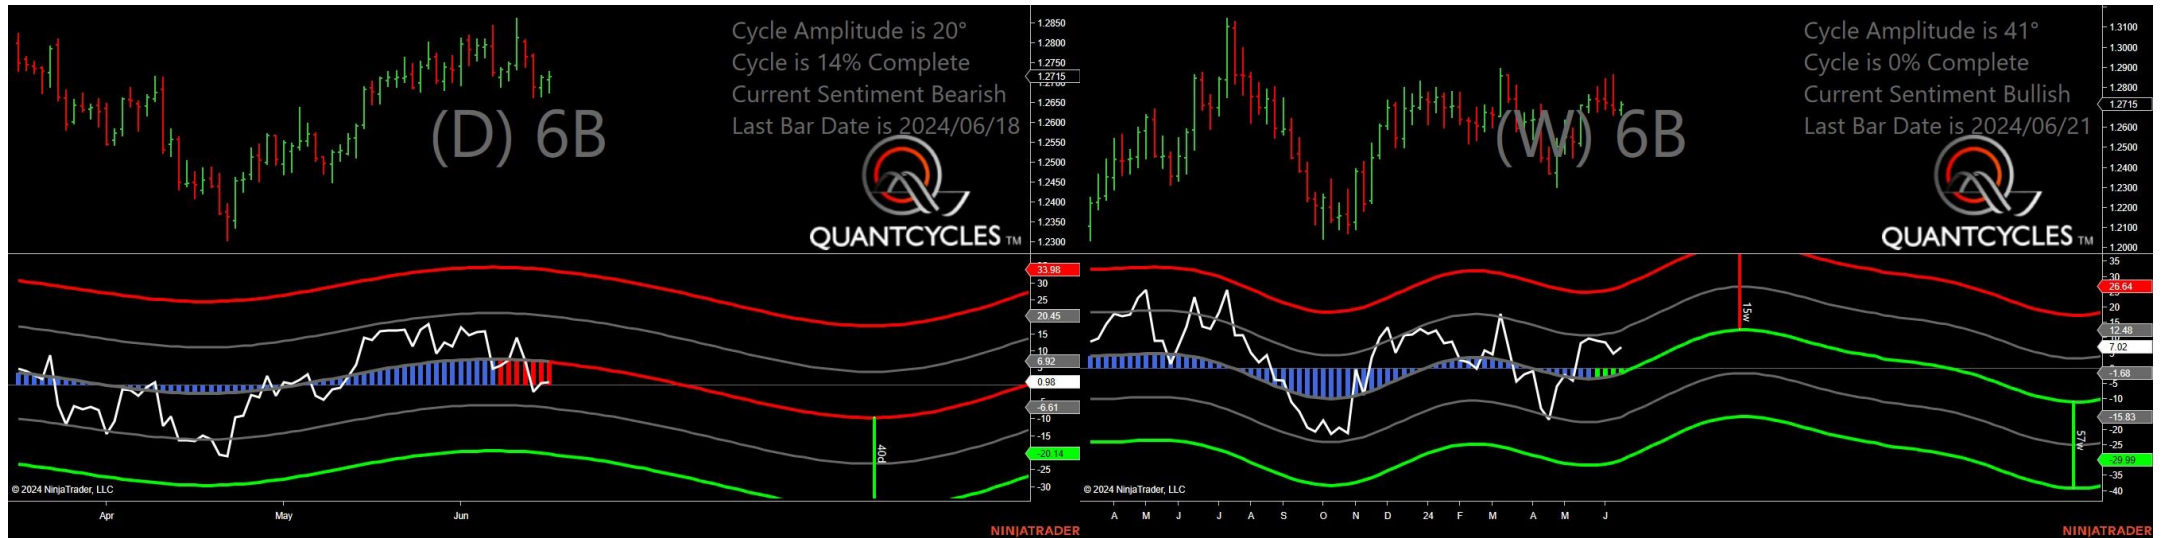 Cycle Amplitude is 20°
Cycle is 14% Complete
Current Sentiment Bearish
Last Bar Date is 2024/06/18
(D) 6B
QUANTCYCLES TM
1.2850
1.2800
1.2750
1.2715
1.2650
1.2600
1.2550
1.2500
1.2450
1.2400
1.2350
1.2300
33.98
30
25
20.45
15
10
6.92
0.98
-6.61
-10
-15
-20.14
-25
-30
40d
© 2024 NinjaTrader, LLC
Apr
May
Jun
NINJATRADER
Cycle Amplitude is 41°
Cycle is 0% Complete
Current Sentiment Bullish
Last Bar Date is 2024/06/21
(W) 6B
QUANTCYCLES TM
1.3100
1.3000
1.2900
1.2800
1.2715
1.2600
1.2500
1.2400
1.2300
1.2200
1.2100
1.2000
35
30
26.64
20
15
12.48
7.02
-1.68
-5
-10
-15.83
-20
-25
-29.99
-35
-40
15w
57w
© 2024 NinjaTrader, LLC
A M J J A S O N D 24 F M A M J
NINJATRADER